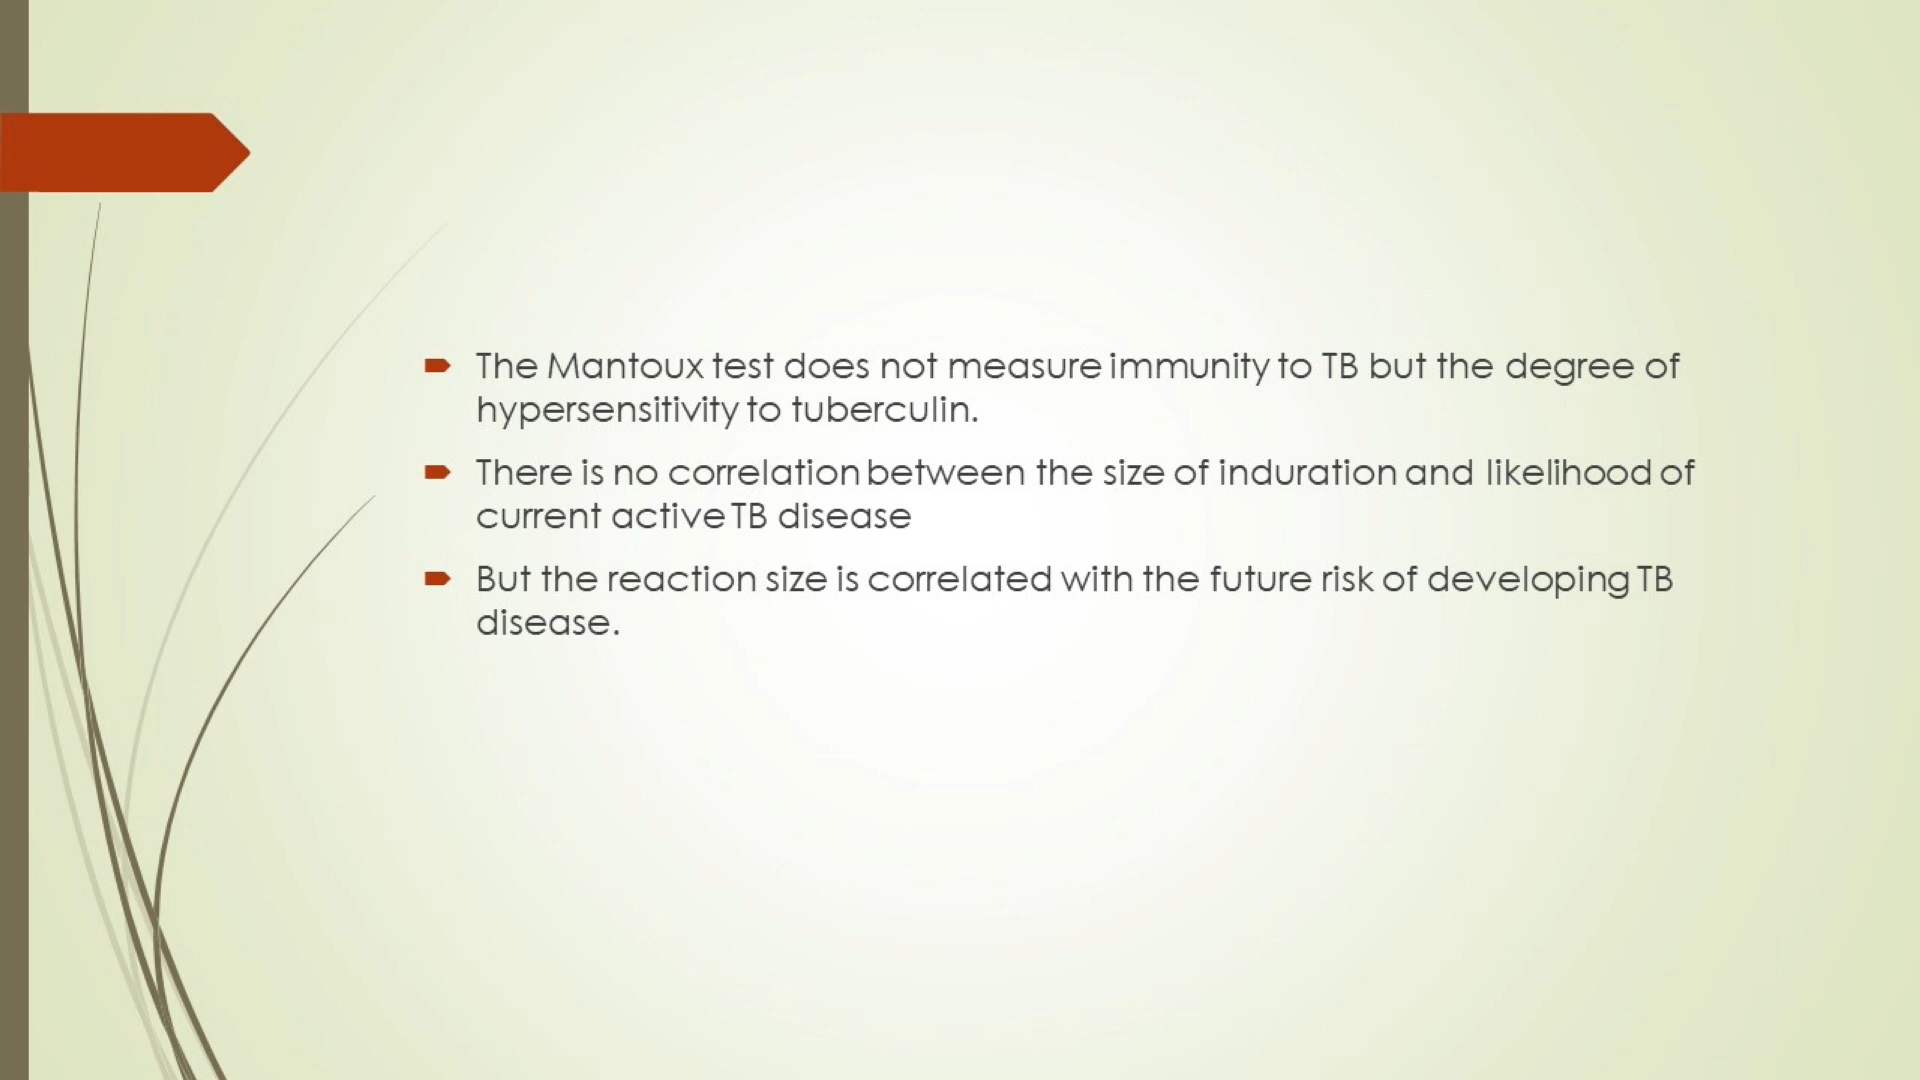 The Mantoux test does not measure immunity to TB but the degree of
hypersensitivity to tuberculin.
There is no correlation between the size of induration and likelihood of
current active TB disease
But the reaction size is correlated with the future risk of developing TB
disease.